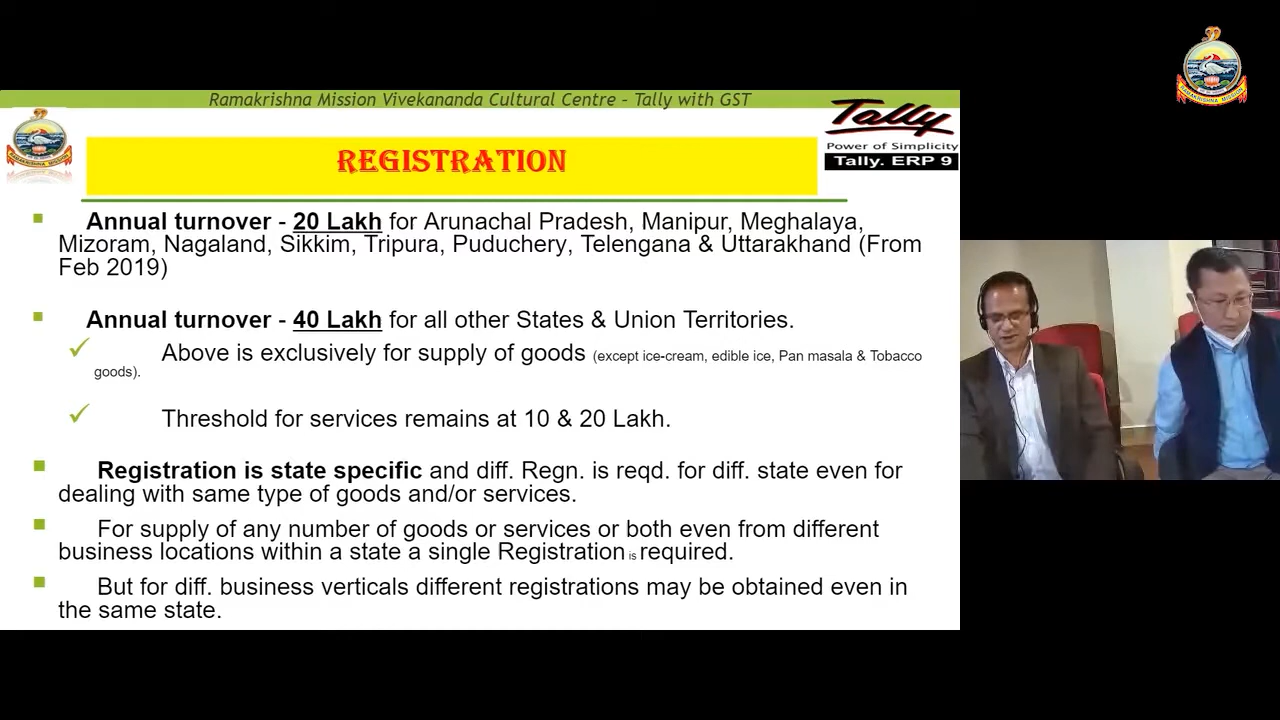 Ramakrishna Mission Vivekananda Cultural Centre – Tally with GST
Tally
Power of Simplicity
Tally. ERP 9
REGISTRATION
Annual turnover - 20 Lakh for Arunachal Pradesh, Manipur, Meghalaya,
Mizoram, Nagaland, Sikkim, Tripura, Puduchery, Telengana & Uttarakhand (From
Feb 2019)
Annual turnover - 40 Lakh for all other States & Union Territories.
Above is exclusively for supply of goods (except ice-cream, edible ice, Pan masala & Tobacco
goods).
Threshold for services remains at 10 & 20 Lakh.
Registration is state specific and diff. Regn. is reqd. for diff. state even for
dealing with same type of goods and/or services.
For supply of any number of goods or services or both even from different
business locations within a state a single Registration is required.
But for diff. business verticals different registrations may be obtained even in
the same state.
RAMAKRISHNA MISSION
RAMAKRISHNA MISSION